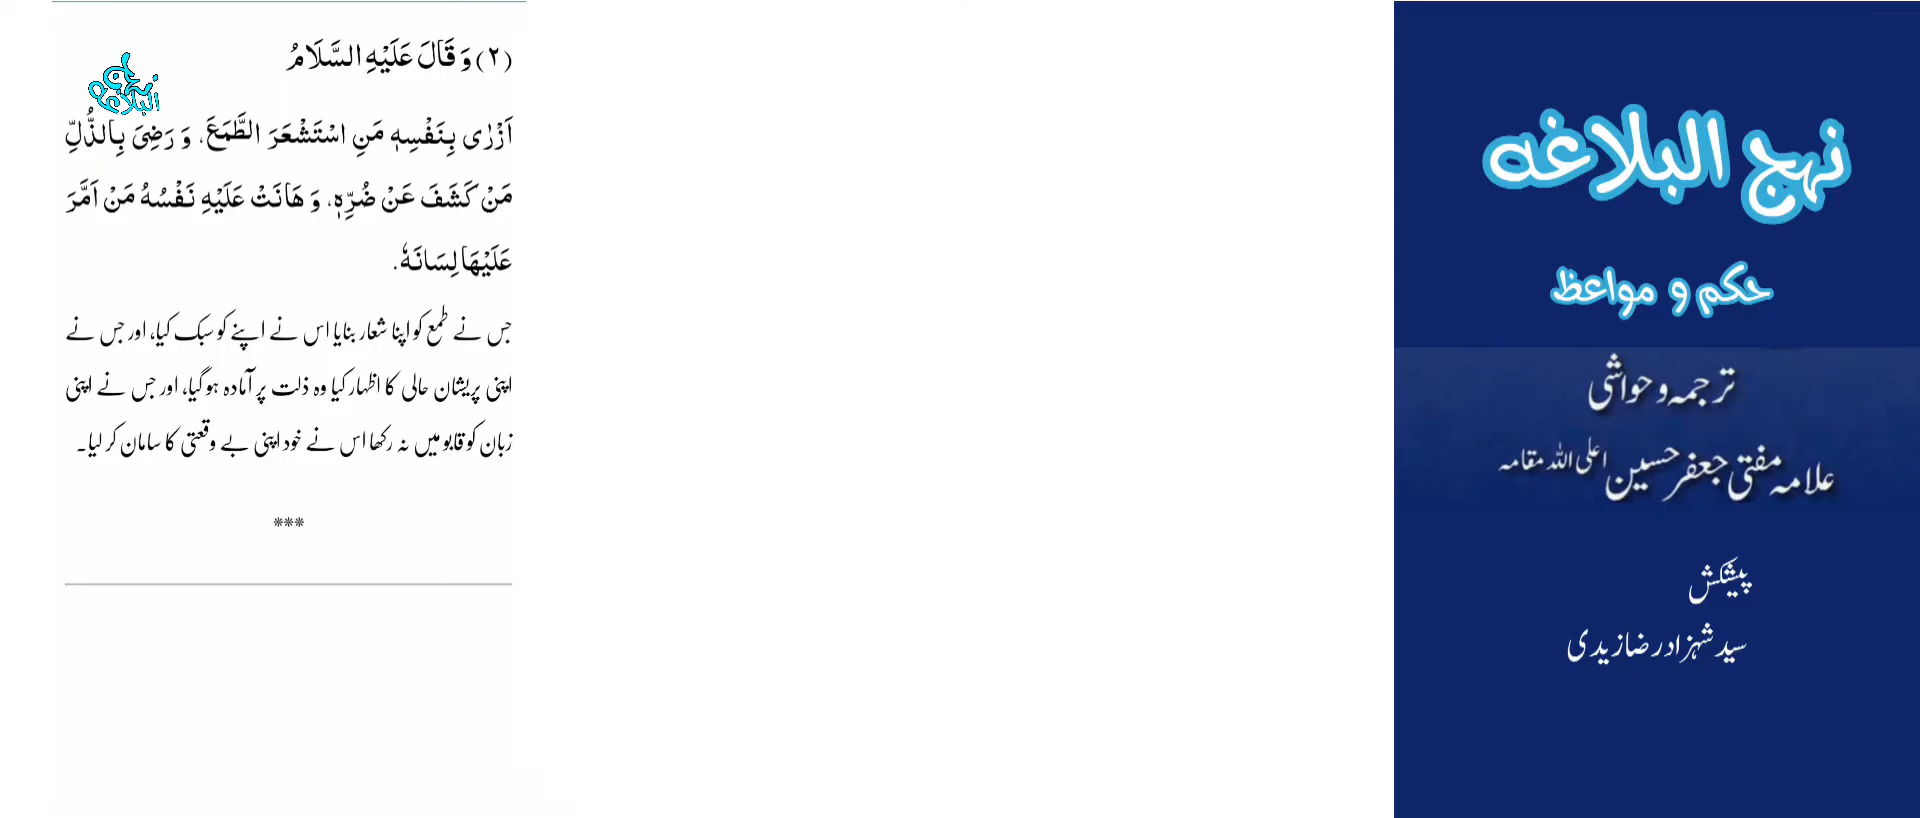 (۲) وَ قَالَ عَلَیْهِ السَّلَامُ
نہج البلاغہ
اَزْرٰی بِنَفْسِهٖ مَنِ اسْتَشْعَرَ الطَّمَعَ، وَ رَضِیَ بِالذُّلِّ
مَنْ كَشَفَ عَنْ ضُرِّهٖ، وَ هَانَتْ عَلَیْهِ نَفْسُهُ مَنْ اَمَّرَ
عَلَیْهَا لِسَانَهٗ.
جس نے طمع کو اپنا شعار بنایا اس نے اپنے کو سبک کیا، اور جس نے
اپنی پریشان حالی کا اظہار کیا وہ ذلت پر آمادہ ہو گیا، اور جس نے اپنی
زبان کو قابو میں نہ رکھا اس نے خود اپنی بے وقعتی کا سامان کر لیا۔
***
نہج البلاغہ
حکم و مواعظ
ترجمہ و حواشی
علامہ مفتی جعفر حسین اعلی اللہ مقامہ
پیشکش
سید شہزاد رضا زیدی